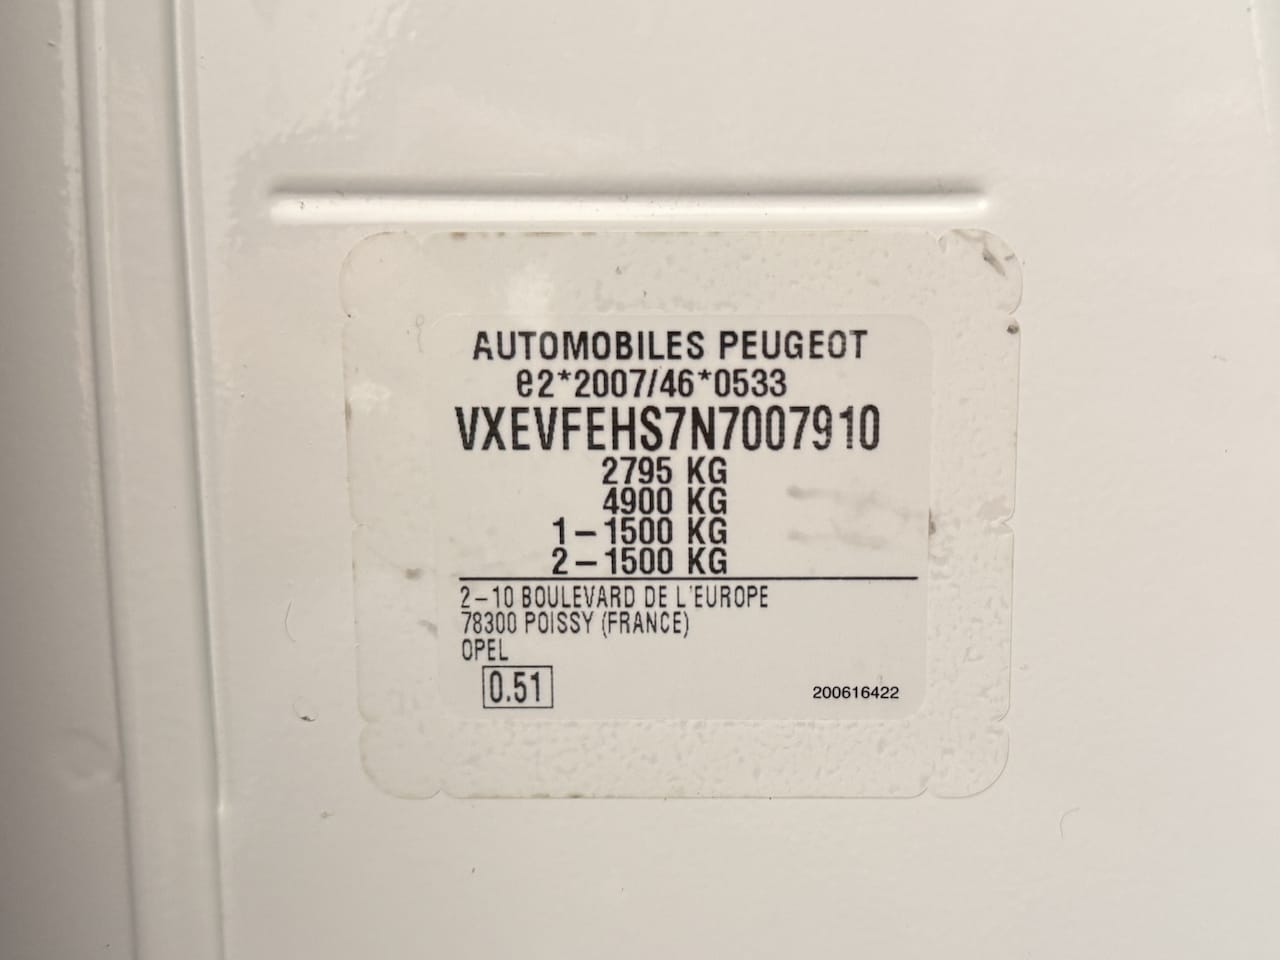 AUTOMOBILES PEUGEOT
e2*2007/46*0533
VXEVFEHS7N7007910
2795 KG
4900 KG
1-1500 KG
2-1500 KG
2-10 BOULEVARD DE L'EUROPE
78300 POISSY (FRANCE)
OPEL
0.51
200616422